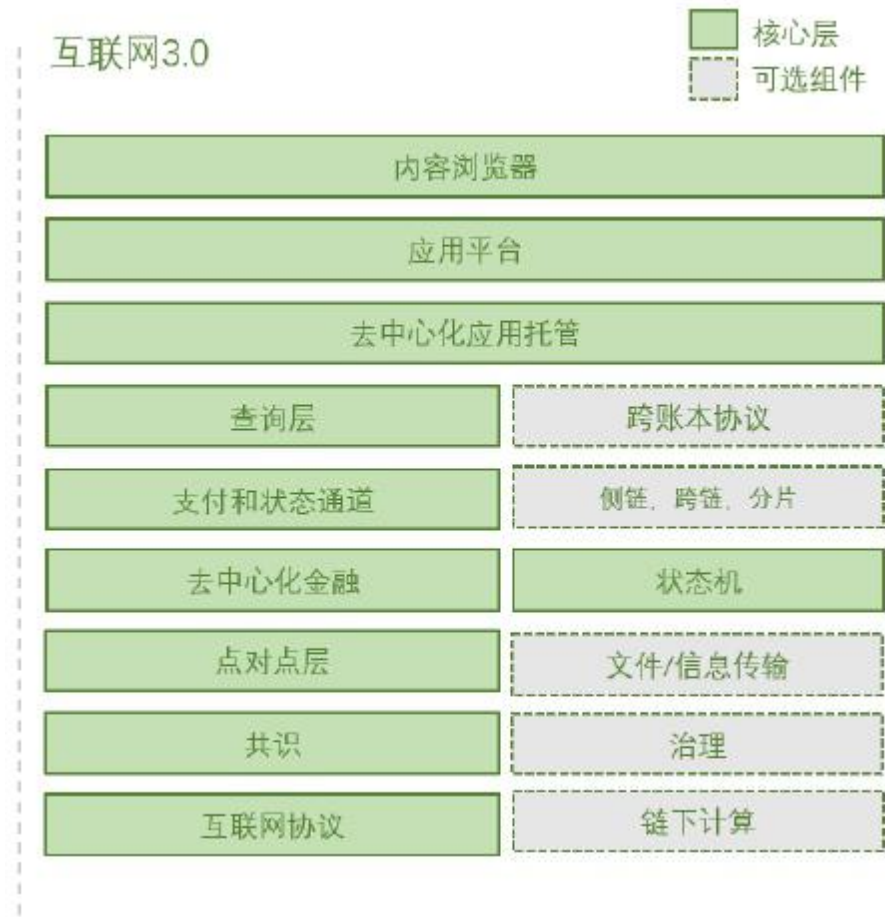 互联网3.0
核心层
可选组件
内容浏览器
应用平台
去中心化应用托管
查询层
跨账本协议
支付和状态通道
侧链、跨链、分片
去中心化金融
状态机
点对点层
文件/信息传输
共识
治理
互联网协议
链下计算